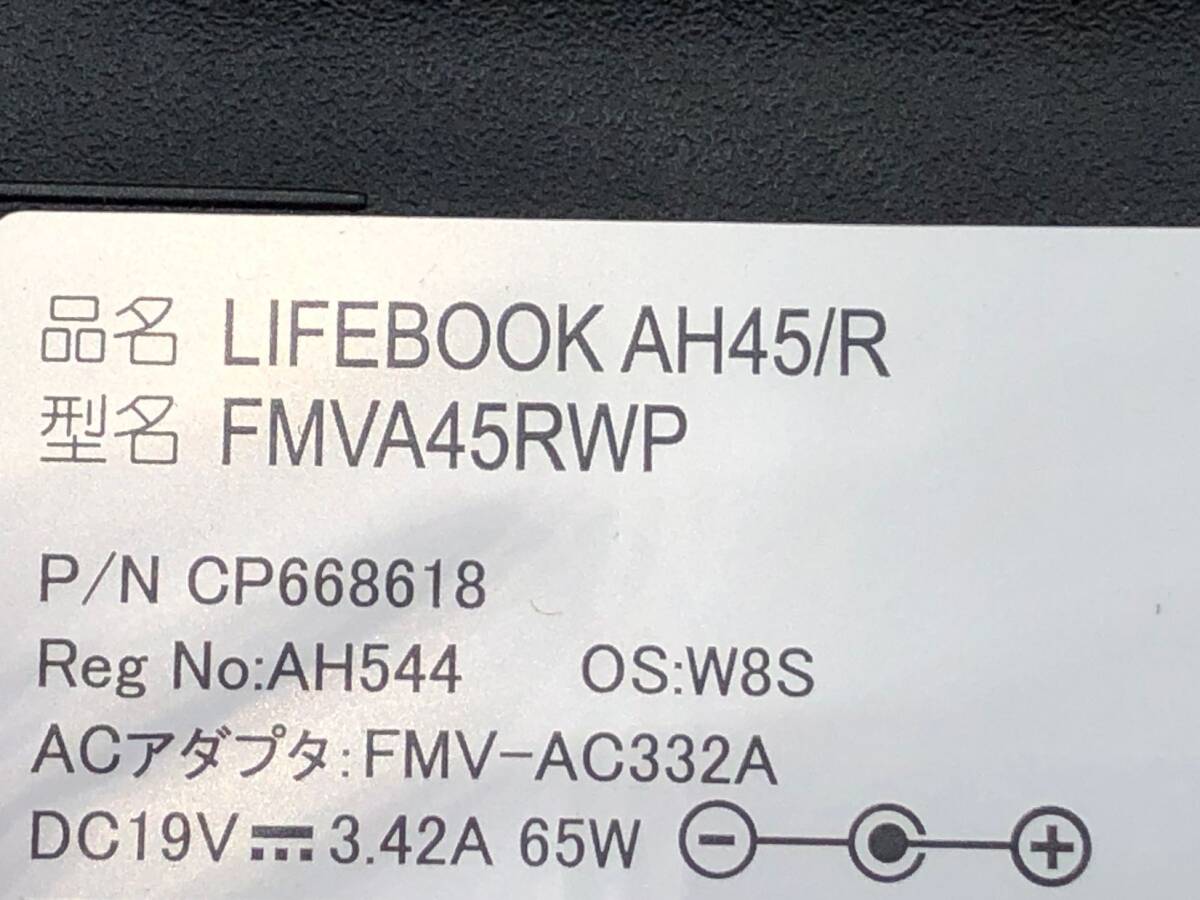 品名 LIFEBOOK AH45/R
型名 FMVA45RWP
P/N CP668618
Reg No:AH544 OS:W8S
ACアダプタ:FMV-AC332A
DC19V 3.42A 65W